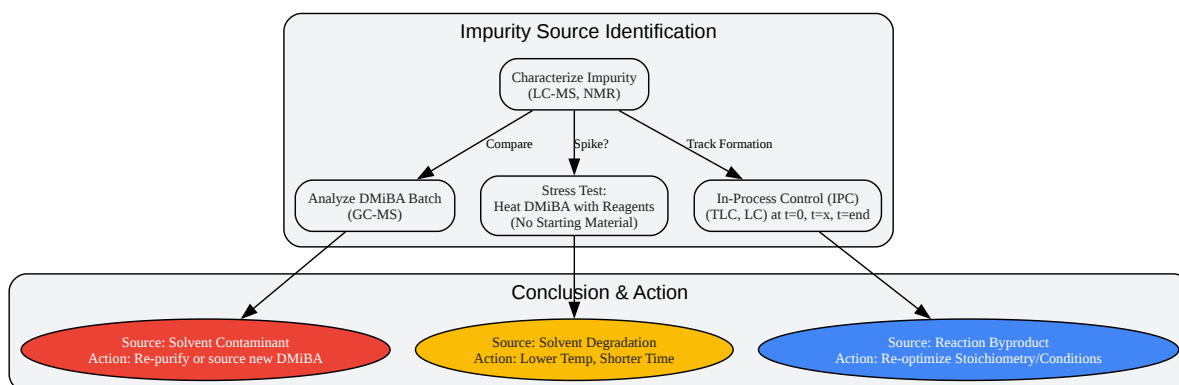 Impurity Source Identification
Characterize Impurity
(LC-MS, NMR)
Compare
Spike?
Track Formation
Analyze DMiBA Batch
(GC-MS)
Stress Test:
Heat DMiBA with Reagents
(No Starting Material)
In-Process Control (IPC)
(TLC, LC) at t=0, t=x, t=end
Conclusion & Action
Source: Solvent Contaminant
Action: Re-purify or source new DMiBA
Source: Solvent Degradation
Action: Lower Temp, Shorter Time
Source: Reaction Byproduct
Action: Re-optimize Stoichiometry/Conditions